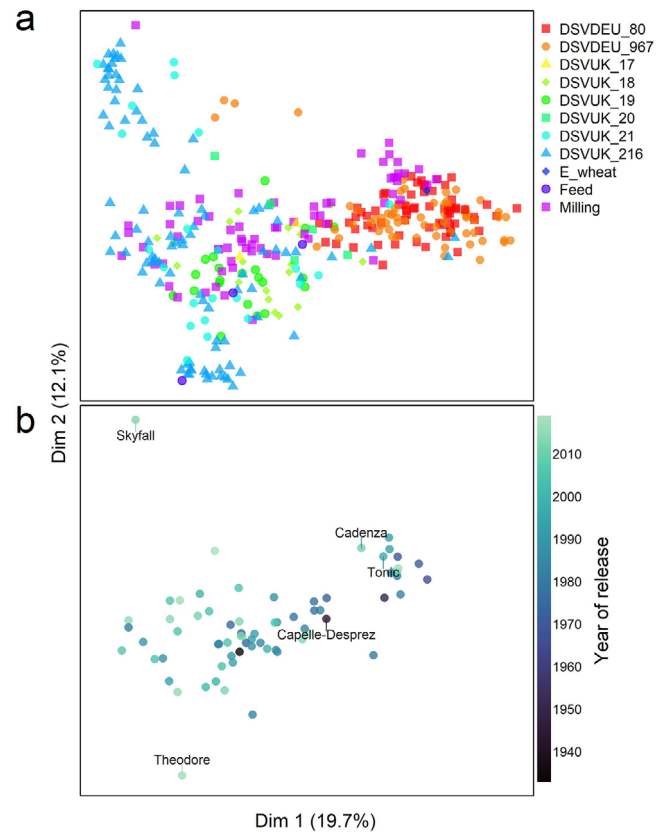 a
DSVDEU_80
DSVDEU_967
DSVUK_17
DSVUK_18
DSVUK_19
DSVUK_20
DSVUK_21
DSVUK_216
E_wheat
Feed
Milling
Dim 2 (12.1%)
b
Skyfall
Cadenza
Tonic
Capelle-Desprez
Theodore
2010
2000
1990
1980
1970
1960
1950
1940
Year of release
Dim 1 (19.7%)